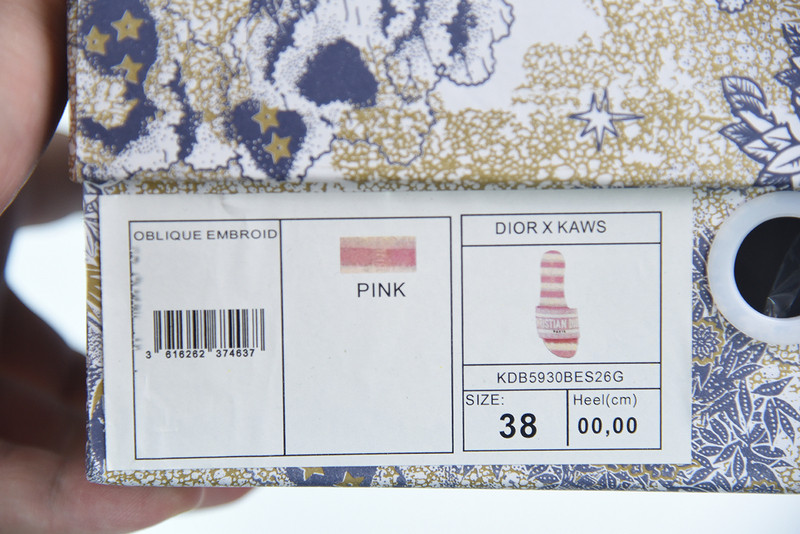 OBLIQUE EMBROID
3 616262 374637
PINK
DIOR X KAWS
KDB5930BES26G
SIZE:
38
Heel(cm)
00,00